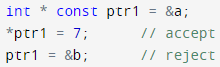 int * const ptr1 = &a;
*ptr1 = 7;      // accept
ptr1 = &b;      // reject